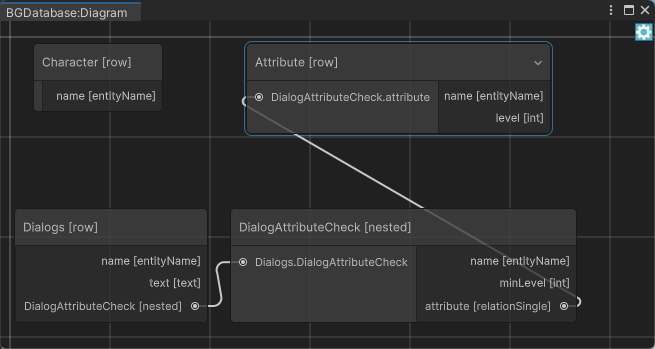 BGDatabase:Diagram
Character [row]
name [entityName]
Attribute [row]
DialogAttributeCheck.attribute
name [entityName]
level [int]
Dialogs [row]
name [entityName]
text [text]
DialogAttributeCheck [nested]
DialogAttributeCheck [nested]
Dialogs.DialogAttributeCheck
name [entityName]
minLevel [int]
attribute [relationSingle]